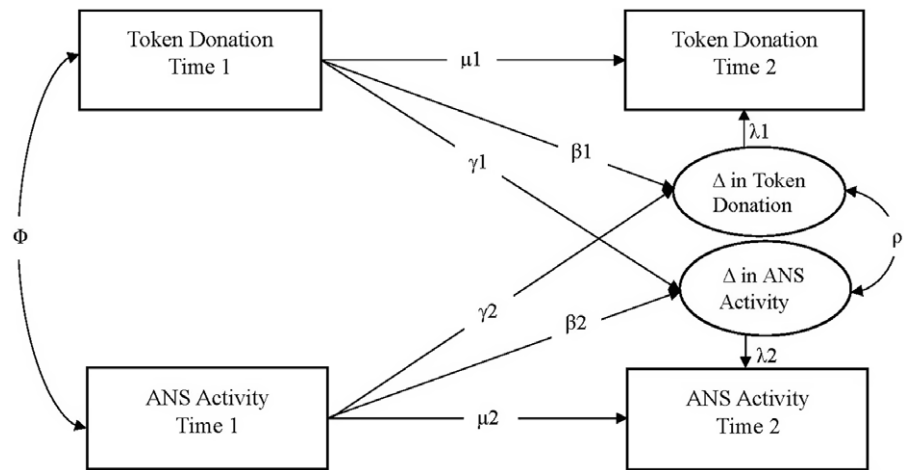 Token Donation
Time 1
Token Donation
Time 2
μ1
λ1
β1
γ1
Δ in Token
Donation
Φ
ρ
Δ in ANS
Activity
γ2
β2
λ2
ANS Activity
Time 1
μ2
ANS Activity
Time 2